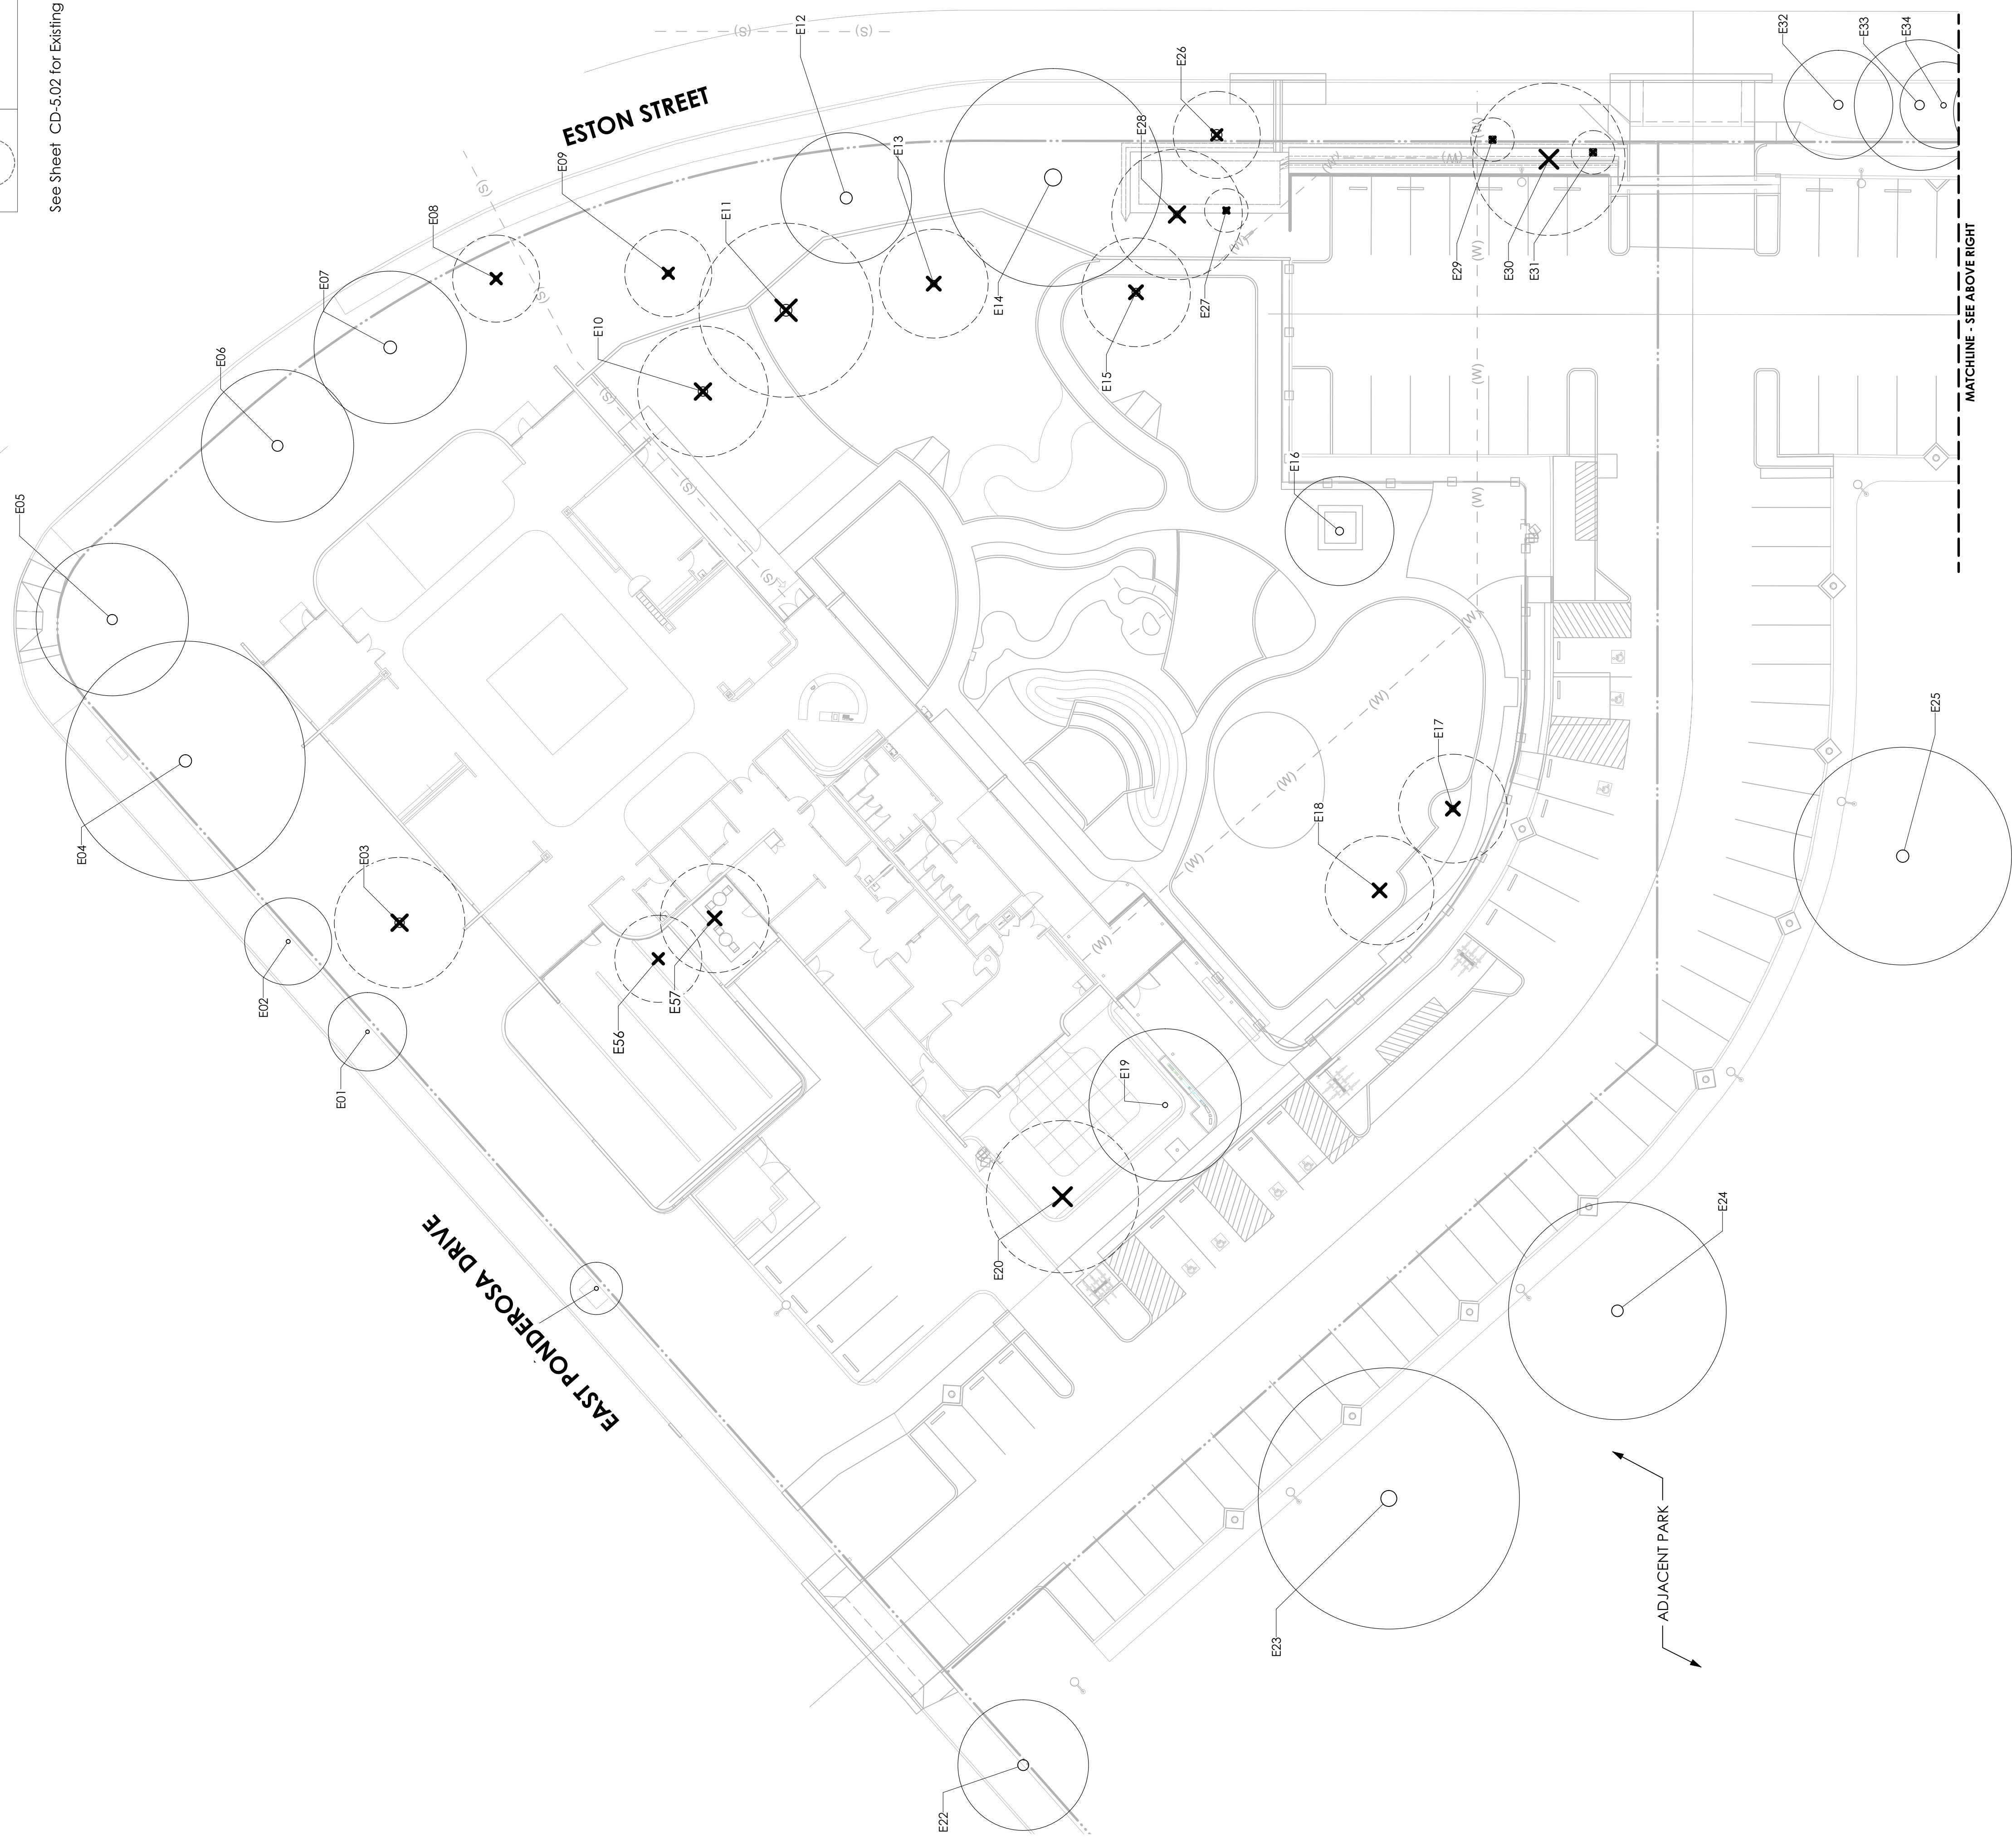 See Sheet CD-5.02 for Existing
ESTON STREET
EAST PONDEROSA DRIVE
ADJACENT PARK
MATCHLINE - SEE ABOVE RIGHT
E01
E02
E03
E04
E05
E06
E07
E08
E09
E10
E11
E12
E13
E14
E15
E16
E17
E18
E19
E20
E22
E23
E24
E25
E26
E27
E28
E29
E30
E31
E32
E33
E34
E56
E57
(S)
(S)
(S)
(S)
(S)
(S)
(S)
(W)
(W)
(W)
(W)
(W)
(W)
(W)
(W)
(W)
(W)
(W)
(W)